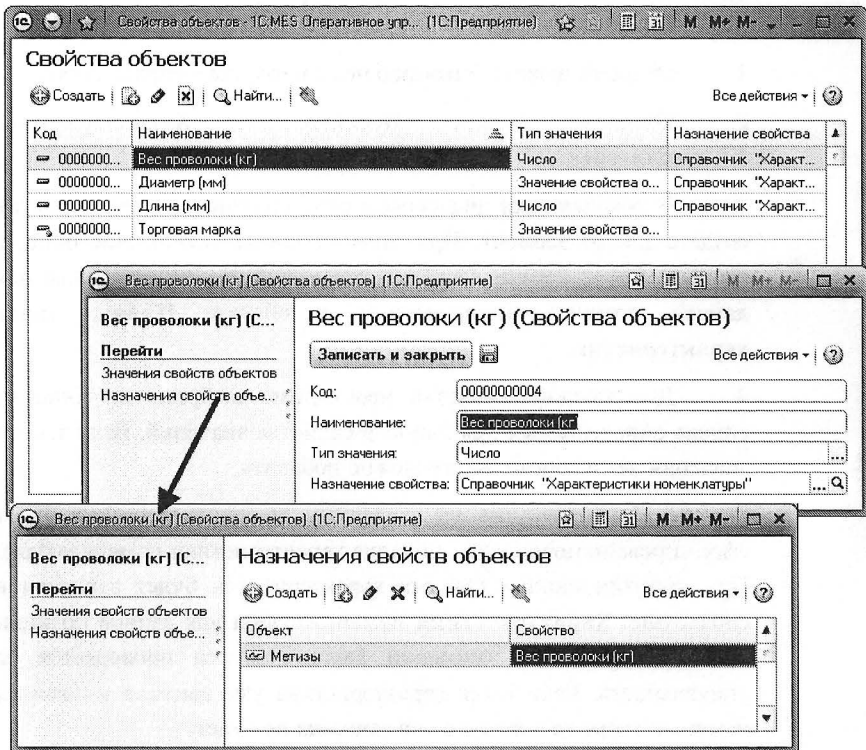 Свойства объектов - 1С:MES Оперативное упр... (1С:Предприятие) M M+ M-
Свойства объектов
Создать Найти... Все действия
Код Наименование Тип значения Назначение свойства
0000000... Вес проволоки (кг) Число Справочник "Характ...
0000000... Диаметр (мм) Значение свойства о... Справочник "Характ...
0000000... Длина (мм) Число Справочник "Характ...
0000000... Торговая марка Значение свойства о...
Вес проволоки (кг) (Свойства объектов) (1С:Предприятие) M M+ M-
Вес проволоки (кг) (С...
Перейти
Значения свойств объектов
Назначения свойств объе...
Вес проволоки (кг) (Свойства объектов)
Записать и закрыть Все действия
Код: 00000000004
Наименование: Вес проволоки (кг
Тип значения: Число ...
Назначение свойства: Справочник "Характеристики номенклатуры" ...
Вес проволоки (кг) (Свойства объектов) (1С:Предприятие) M M+ M-
Вес проволоки (кг) (С...
Перейти
Значения свойств объектов
Назначения свойств объе...
Назначения свойств объектов
Создать Найти... Все действия
Объект Свойство
Метизы Вес проволоки (кг)